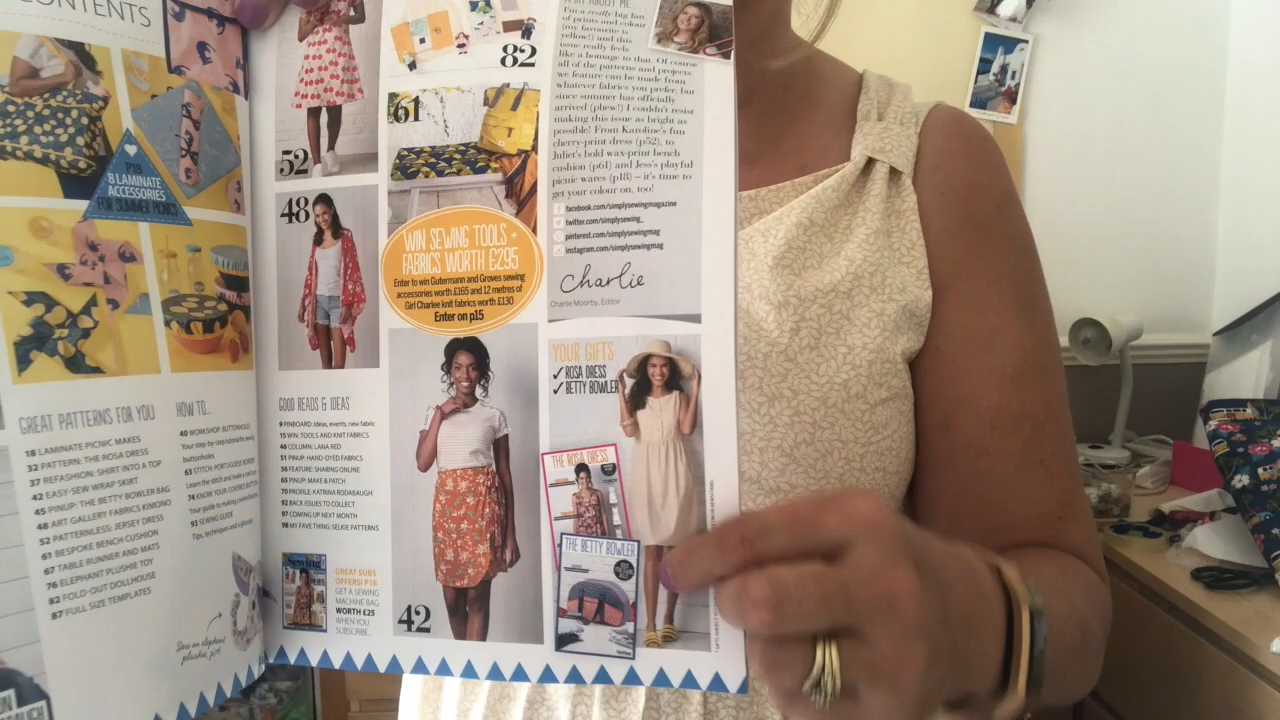 CONTENTS
P18
8 LAMINATE
ACCESSORIES
FOR SUMMER PICNICS
GREAT PATTERNS FOR YOU
18 LAMINATE PICNIC MAKES
32 PATTERN: THE ROSA DRESS
37 REFASHION: SHIRT INTO A TOP
42 EASY-SEW WRAP SKIRT
45 PINUP: THE BETTY BOWLER BAG
48 ART GALLERY FABRICS KIMONO
52 PATTERNLESS: JERSEY DRESS
61 BESPOKE BENCH CUSHION
67 TABLE RUNNER AND MATS
76 ELEPHANT PLUSHIE TOY
82 FOLD-OUT DOLLHOUSE
87 FULL SIZE TEMPLATES
HOW TO...
40 WORKSHOP: BUTTONHOLES
Your step-by-step tutorial for sewing
buttonholes
63 STITCH: PORTUGUESE BORDER
Learn the stitch and make a
74 KNOW YOUR: COVERED BUTTONS
Your guide to making covered
93 SEWING GUIDE
Tips, techniques and a glossary
Sew an elephant
plushie, p76
52
48
GOOD READS & IDEAS
9 PINBOARD: Ideas, events, new fabric
15 WIN: TOOLS AND KNIT FABRICS
46 COLUMN: LANA RED
51 PINUP: HAND-DYED FABRICS
56 FEATURE: SHARING ONLINE
65 PINUP: MAKE & PATCH
70 PROFILE: KATRINA RODABAUGH
92 BACK ISSUES TO COLLECT
97 COMING UP NEXT MONTH
98 MY FAVE THING: SELKIE PATTERNS
Sewing
GREAT SUBS
OFFERS! P16
GET A SEWING
MACHINE BAG
WORTH £25
WHEN YOU
SUBSCRIBE...
82
61
WIN SEWING TOOLS +
FABRICS WORTH £295
Enter to win Gutermann and Groves sewing
accessories worth £165 and 12 metres of
Girl Charlee knit fabrics worth £130
Enter on p15
42
ABOUT ME
I'm a really big fan
of prints and colour
(my favourite is
yellow!) and this
issue really feels
like a homage to that. Of course
all of the patterns and projects
we feature can be made from
whatever fabrics you prefer, but
since summer has officially
arrived (phew!) I couldn't resist
making this issue as bright as
possible! From Karoline's fun
cherry-print dress (p52), to
Juliet's bold wax-print bench
cushion (p61) and Jess's playful
picnic wares (p18) – it's time to
get your colour on, too!
facebook.com/simplysewingmagazine
twitter.com/simplysewing_
pinterest.com/simplysewingmag
instagram.com/simplysewingmag
Charlie
Charlie Moorby, Editor
YOUR GIFTS
✓ ROSA DRESS
✓ BETTY BOWLER
THE ROSA DRESS
THE BETTY BOWLER